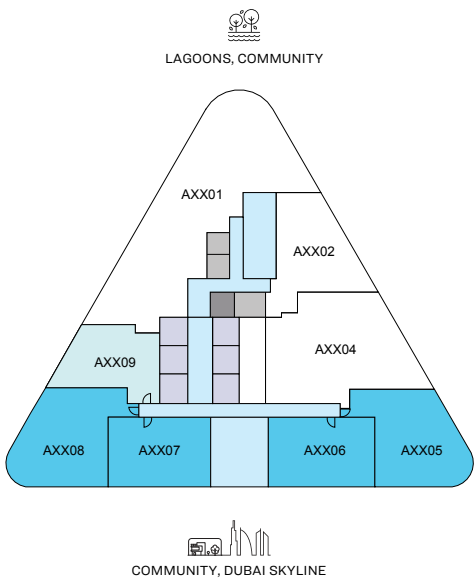 LAGOONS, COMMUNITY
AXX01
AXX02
AXX04
AXX09
AXX08
AXX07
AXX06
AXX05
COMMUNITY, DUBAI SKYLINE